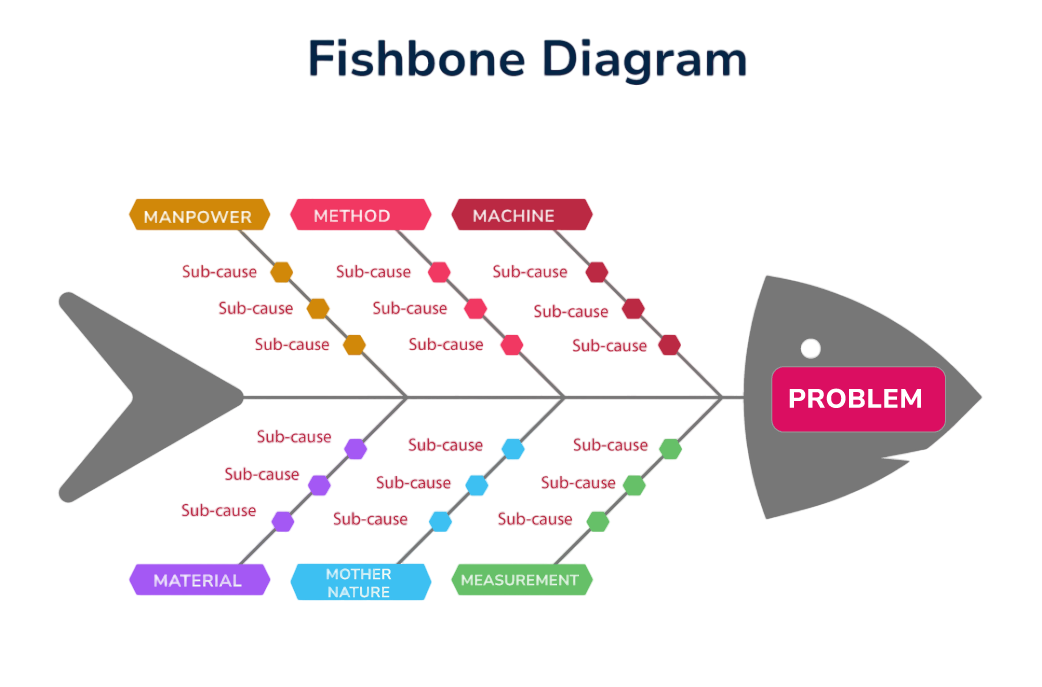 Fishbone Diagram
MANPOWER
METHOD
MACHINE
Sub-cause
Sub-cause
Sub-cause
Sub-cause
Sub-cause
Sub-cause
Sub-cause
Sub-cause
Sub-cause
PROBLEM
Sub-cause
Sub-cause
Sub-cause
Sub-cause
Sub-cause
Sub-cause
Sub-cause
Sub-cause
Sub-cause
MATERIAL
MOTHER
NATURE
MEASUREMENT